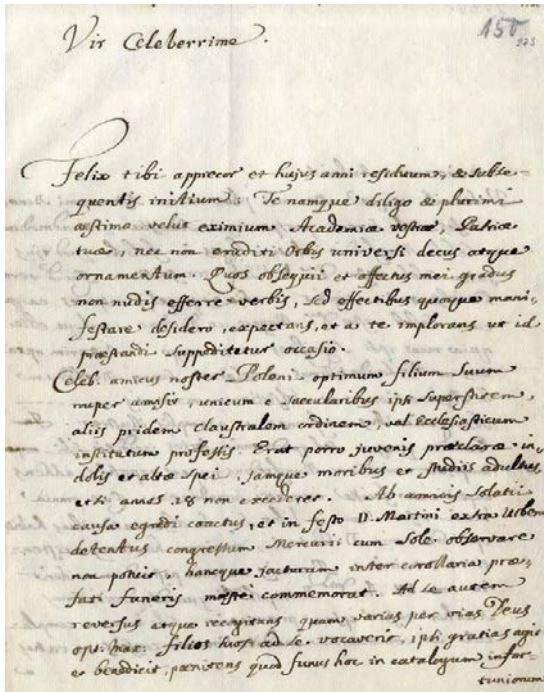 150
275
Vir Celeberrime.
Felix tibi apprecor et hujus anni residuum, & subse-
quentis initium. Te namque diligo & plurimi
aestimo velut eximium Academiae vestrae, Patriae
tuae, nec non eruditi Orbis universi decus atque
ornamentum. Quos obsequii et affectus mei gradus
non nudis efferre verbis, sed effectibus quoque mani-
festare desidero, expectans, et a te implorans ut id
praestandi suppeditetur occasio.
Celeb. amicus noster Poloni optimum filium suum
nuper amisit, unicum e saecularibus ipsi superstitem,
aliis pridem claustralem ordinem, vel Ecclesiasticum
institutum professis. Erat porro juvenis praeclarae in-
dolis et altae spei, jamque moribus et studiis adultus,
etsi annos 18 non excederet. Ab amicis solatii
causa egredi coactus, et in festo D. Martini extra Urbem
detentus congressum Mercurii cum Sole observare
non potuit, hancque jacturam inter corollaria prae-
fati funeris moste commemorat. Ad se autem
reversus atque recogitans quam varias per vias Deus
opt. max. filios suos ad se vocaverit, ipsi gratias agit
et benedicit, paenitens quod funus hoc in catalogum infor-
tuniorum